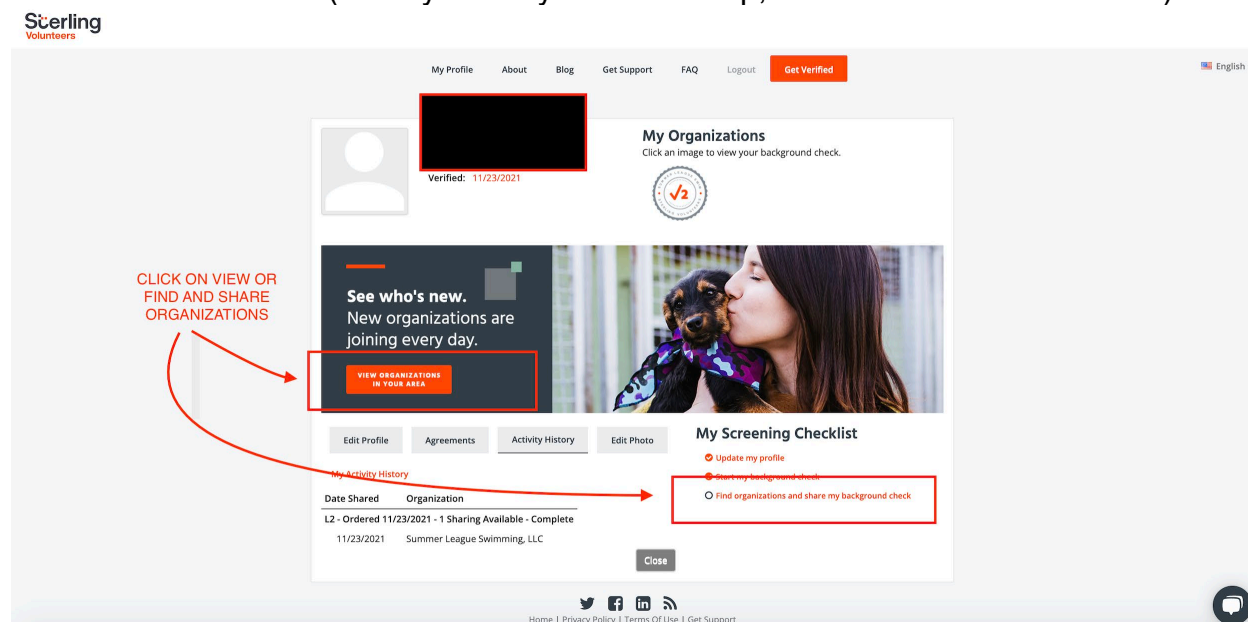 Sterling
Volunteers
My Profile About Blog Get Support FAQ Logout Get Verified
English
My Organizations
Click an image to view your background check.
Verified: 11/23/2021
√2
CLICK ON VIEW OR
FIND AND SHARE
ORGANIZATIONS
See who's new.
New organizations are
joining every day.
VIEW ORGANIZATIONS
IN YOUR AREA
Edit Profile Agreements Activity History Edit Photo
My Screening Checklist
Update my profile
Start my background check
Find organizations and share my background check
My Activity History
Date Shared Organization
L2 - Ordered 11/23/2021 - 1 Sharing Available - Complete
11/23/2021 Summer League Swimming, LLC
Close
Home | Privacy Policy | Terms Of Use | Get Support